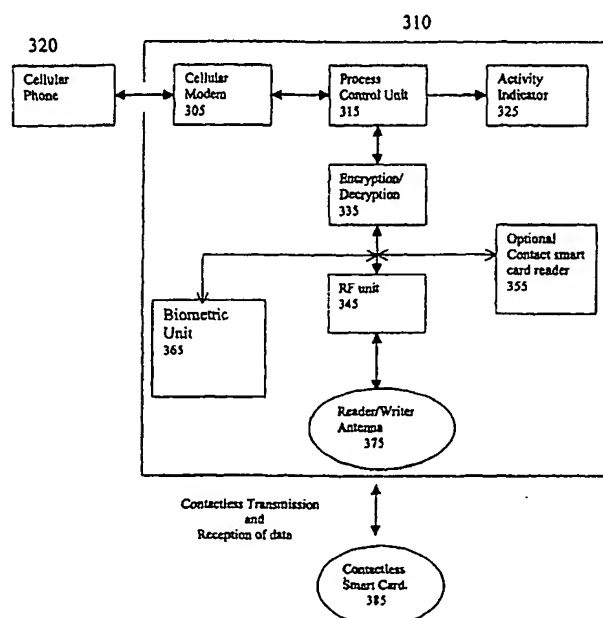 310
320
Cellular
Phone
Cellular
Modem
305
Process
Control Unit
315
Activity
Indicator
325
Encryption/
Decryption
335
Optional
Contact smart
card reader
355
RF unit
345
Biometric
Unit
365
Reader/Writer
Antenna
375
Contactless Transmission
and
Reception of data
Contactless
Smart Card.
385